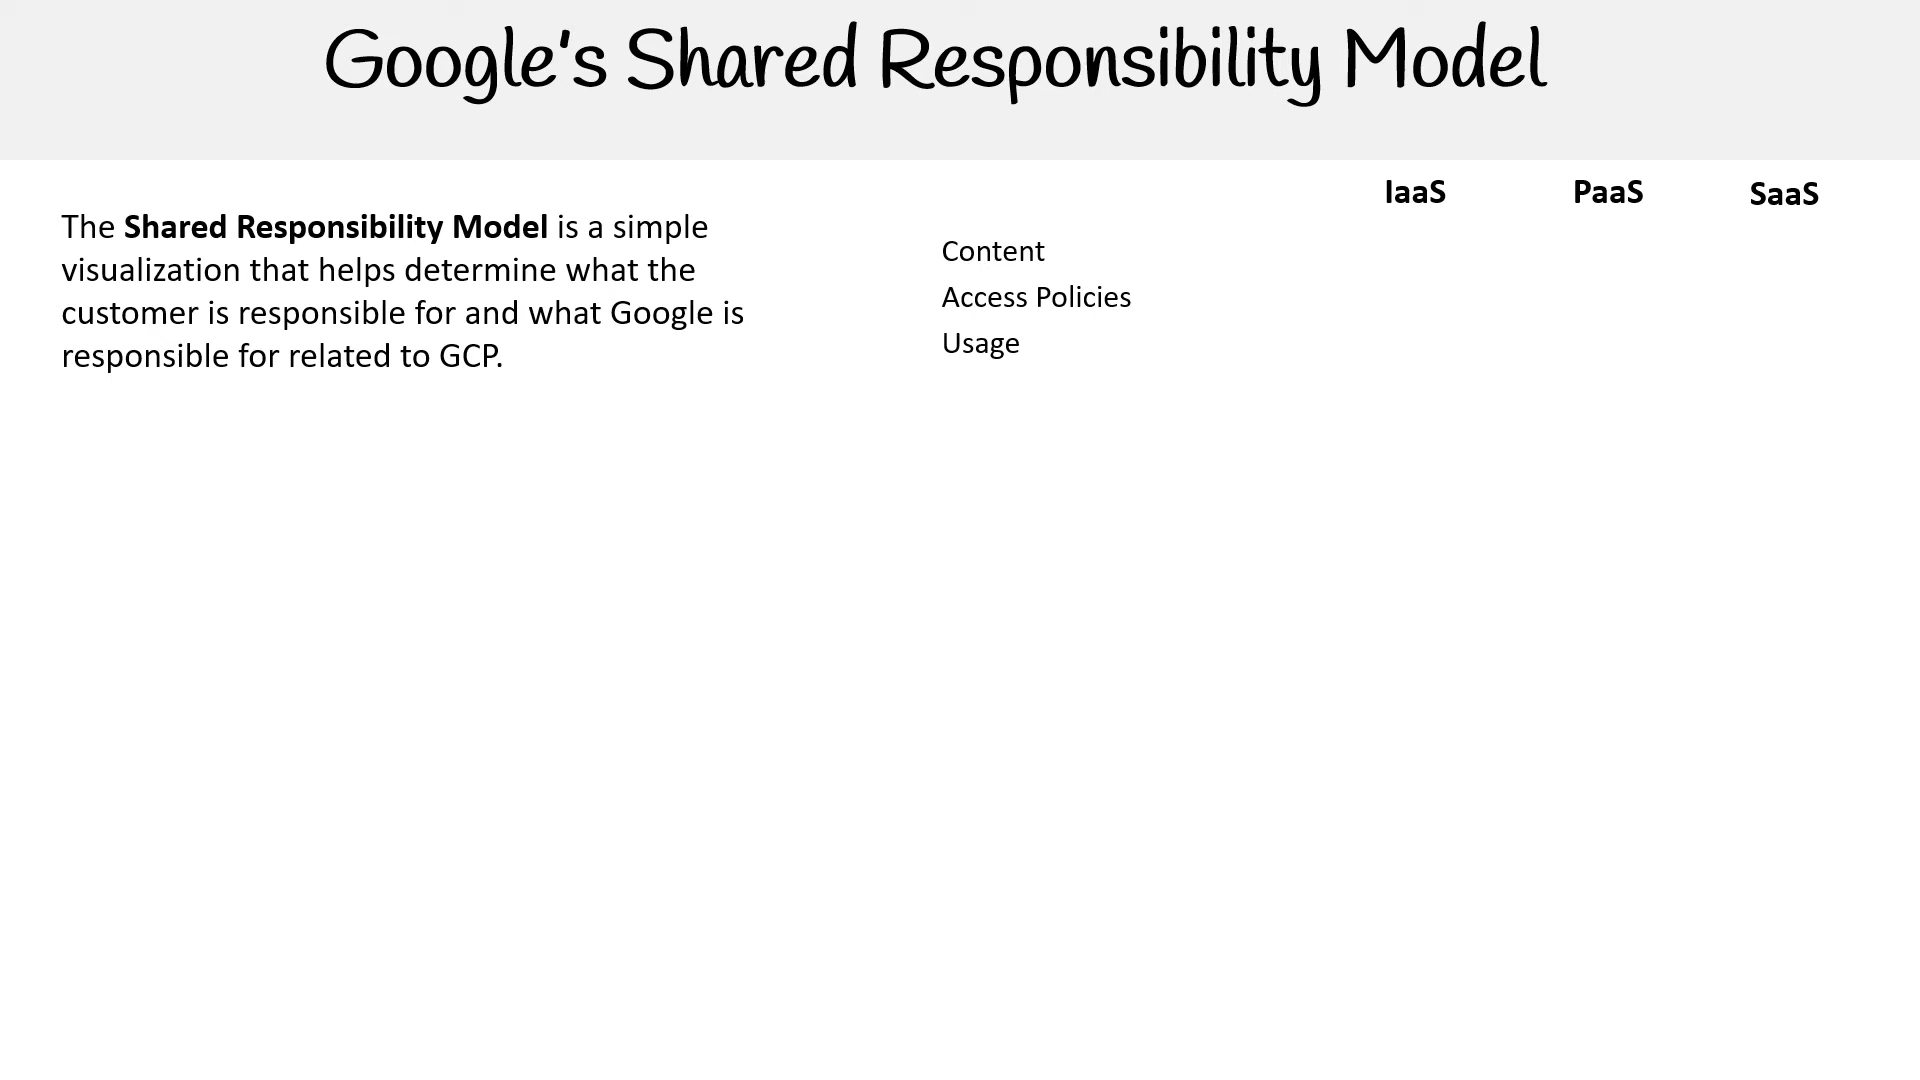 Google's Shared Responsibility Model
The Shared Responsibility Model is a simple
visualization that helps determine what the
customer is responsible for and what Google is
responsible for related to GCP.
IaaS PaaS SaaS
Content
Access Policies
Usage